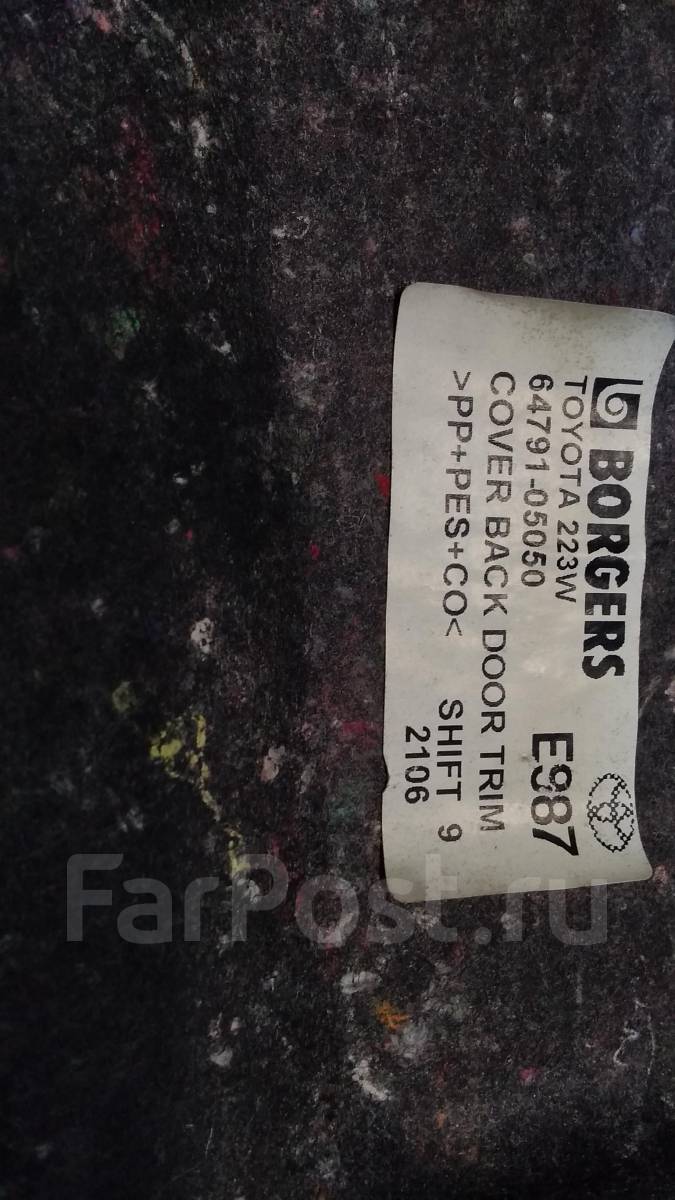 BORGERS
TOYOTA 223W
64791-05050 E987
COVER BACK DOOR TRIM
>PP+PES+CO< SHIFT 9
2106
FarPost.ru